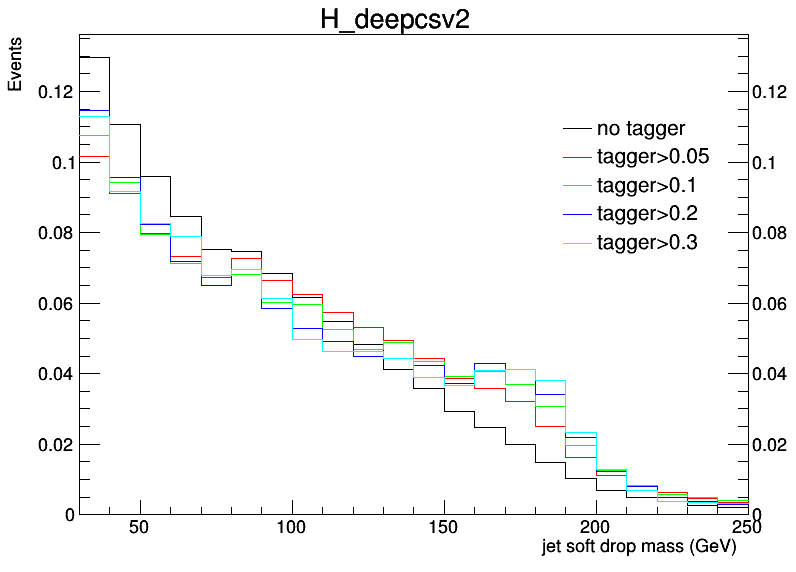 H_deepcsv2
Events
no tagger
tagger>0.05
tagger>0.1
tagger>0.2
tagger>0.3
0.12
0.1
0.08
0.06
0.04
0.02
0
0.12
0.1
0.08
0.06
0.04
0.02
0
50 100 150 200 250
jet soft drop mass (GeV)